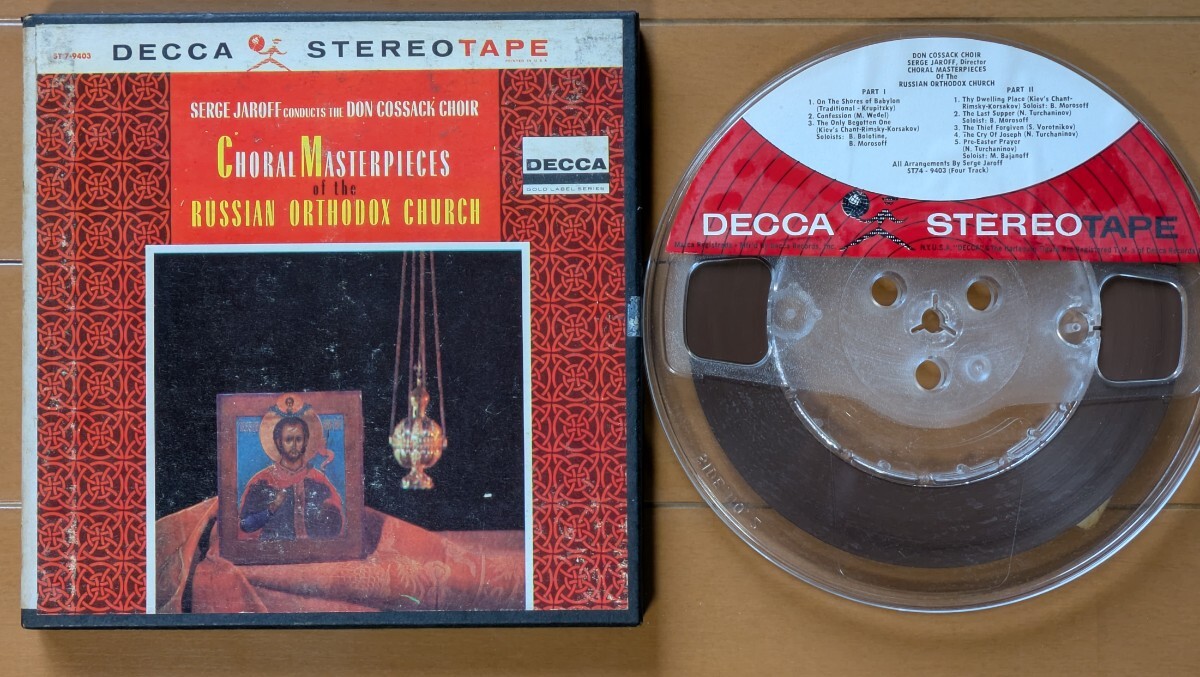 ST 7-9403
DECCA STEREOTAPE
PRINTED IN U.S.A.
SERGE JAROFF CONDUCTS THE DON COSSACK CHOIR
CHORAL MASTERPIECES
of the
RUSSIAN ORTHODOX CHURCH
DECCA
GOLD LABEL SERIES
DON COSSACK CHOIR
SERGE JAROFF, Director
CHORAL MASTERPIECES
Of the
RUSSIAN ORTHODOX CHURCH
PART I
1. On The Shores of Babylon
(Traditional - Krupitzky)
2. Confession (M. Wedel)
3. The Only Begotten One
(Kiev's Chant-Rimsky-Korsakov)
Soloists: B. Bolotine,
B. Morosoff
PART II
1. Thy Dwelling Place (Kiev's Chant-
Rimsky-Korsakov) Soloist: B. Morosoff
2. The Last Supper (N. Turchaninov)
Soloist: B. Morosoff
3. The Thief Forgiven (S. Vorotnikov)
4. The Cry Of Joseph (N. Turchaninov)
5. Pre-Easter Prayer
(N. Turchaninov)
Soloist: M. Bajanoff
All Arrangements By Serge Jaroff
ST74 - 9403 (Four Track)
DECCA STEREOTAPE